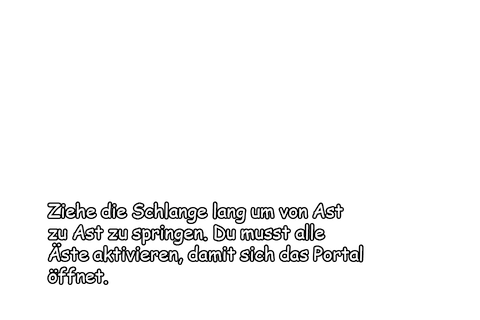 Ziehe die Schlange lang um von Ast
zu Ast zu springen. Du musst alle
Äste aktivieren, damit sich das Portal
öffnet.